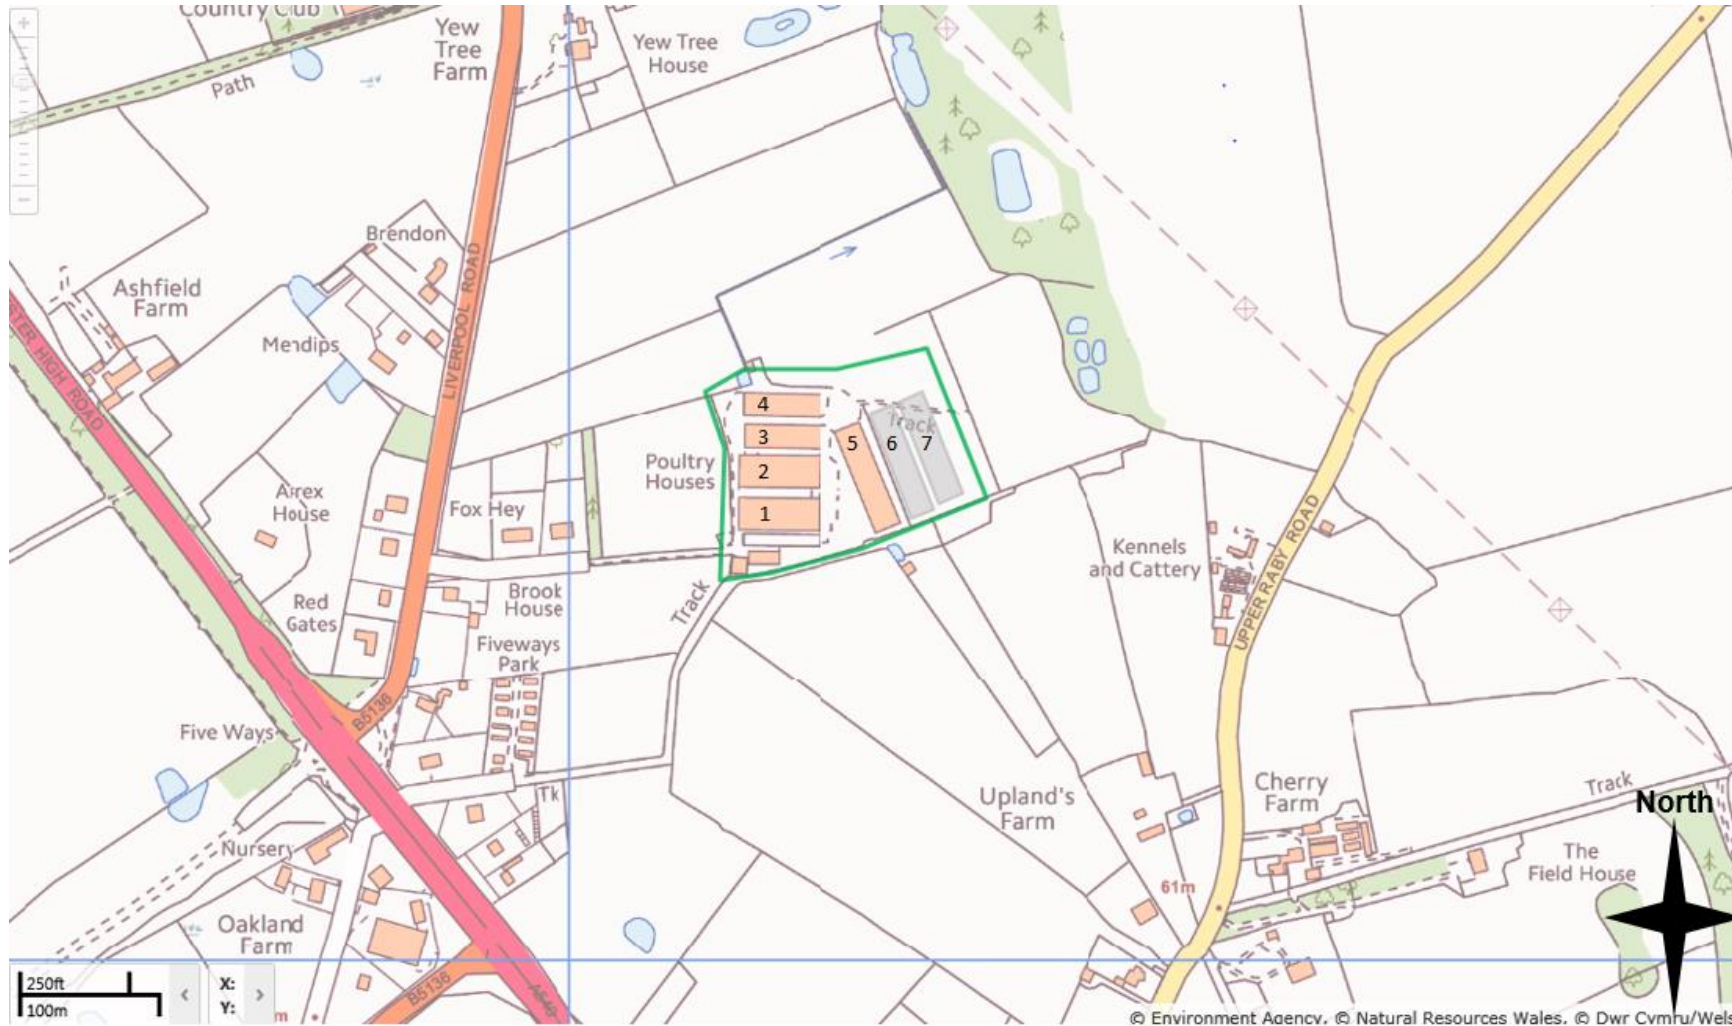 Country Club
Path
Yew
Tree
Farm
Yew Tree
House
Brendon
Ashfield
Farm
Mendips
LIVERPOOL ROAD
HIGH ROAD
4
3
2
1
5
6
7
Track
Poultry
Houses
Arrex
House
Fox Hey
Kennels
and Cattery
UPPER RABY ROAD
Red
Gates
Brook
House
Track
Fiveways
Park
B5136
Five Ways
Tk
Upland's
Farm
Cherry
Farm
Track
North
Nursery
The
Field House
61m
Oakland
Farm
250ft
100m
X:
Y:
m
B5136
A540
© Environment Agency, © Natural Resources Wales, © Dwr Cymru/Wels